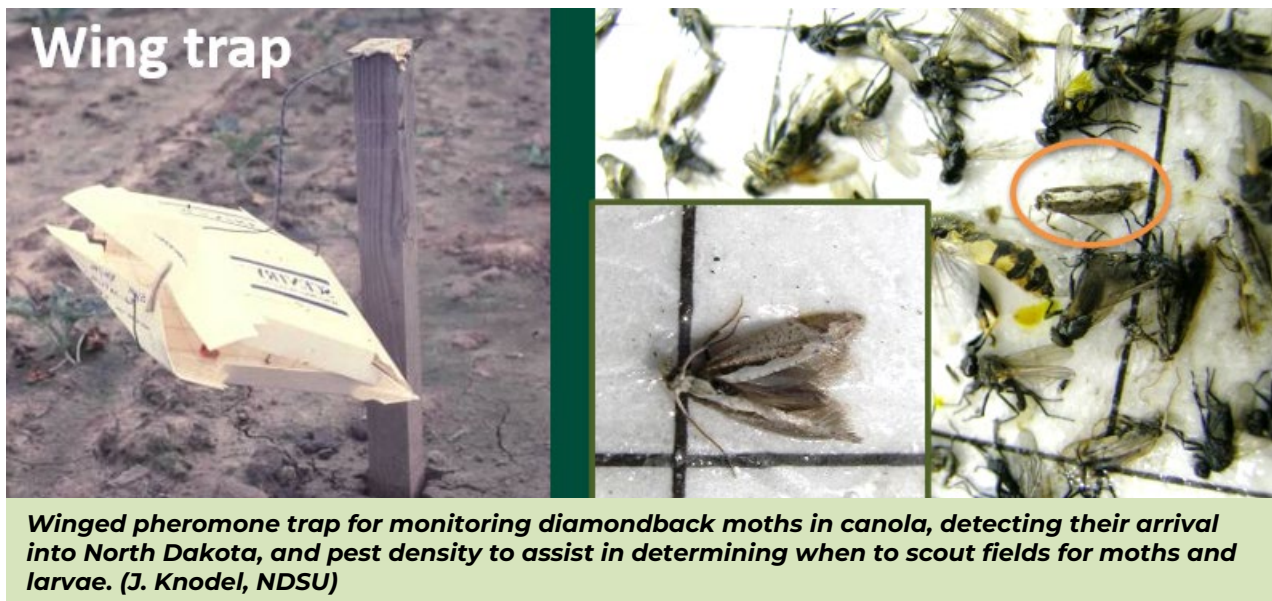 Wing trap
Winged pheromone trap for monitoring diamondback moths in canola, detecting their arrival
into North Dakota, and pest density to assist in determining when to scout fields for moths and
larvae. (J. Knodel, NDSU)